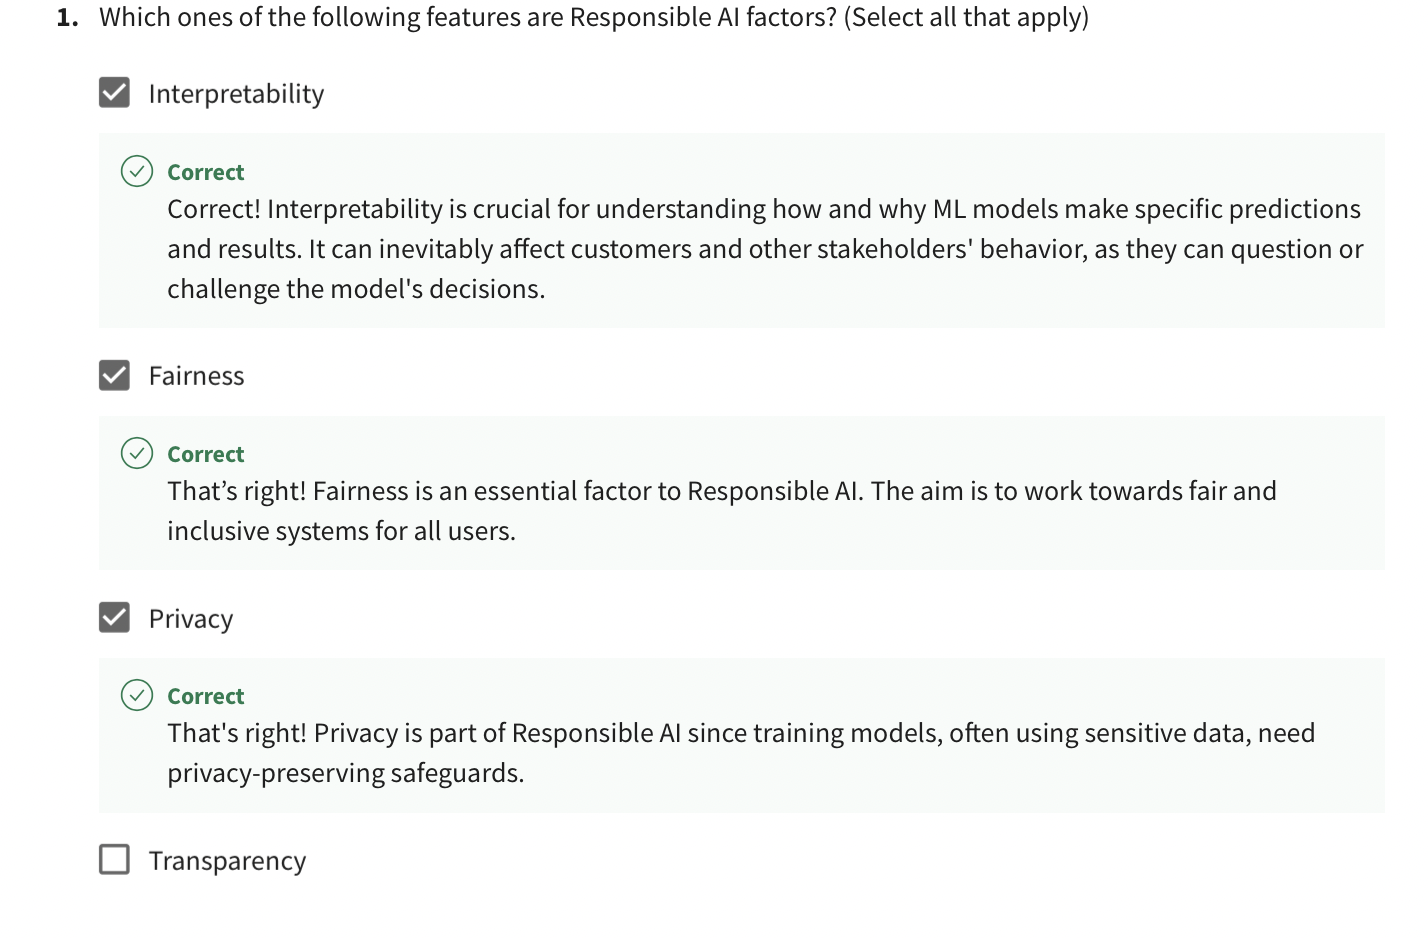 1. Which ones of the following features are Responsible AI factors? (Select all that apply)
Interpretability
Correct
Correct! Interpretability is crucial for understanding how and why ML models make specific predictions
and results. It can inevitably affect customers and other stakeholders' behavior, as they can question or
challenge the model's decisions.
Fairness
Correct
That’s right! Fairness is an essential factor to Responsible AI. The aim is to work towards fair and
inclusive systems for all users.
Privacy
Correct
That's right! Privacy is part of Responsible AI since training models, often using sensitive data, need
privacy-preserving safeguards.
Transparency